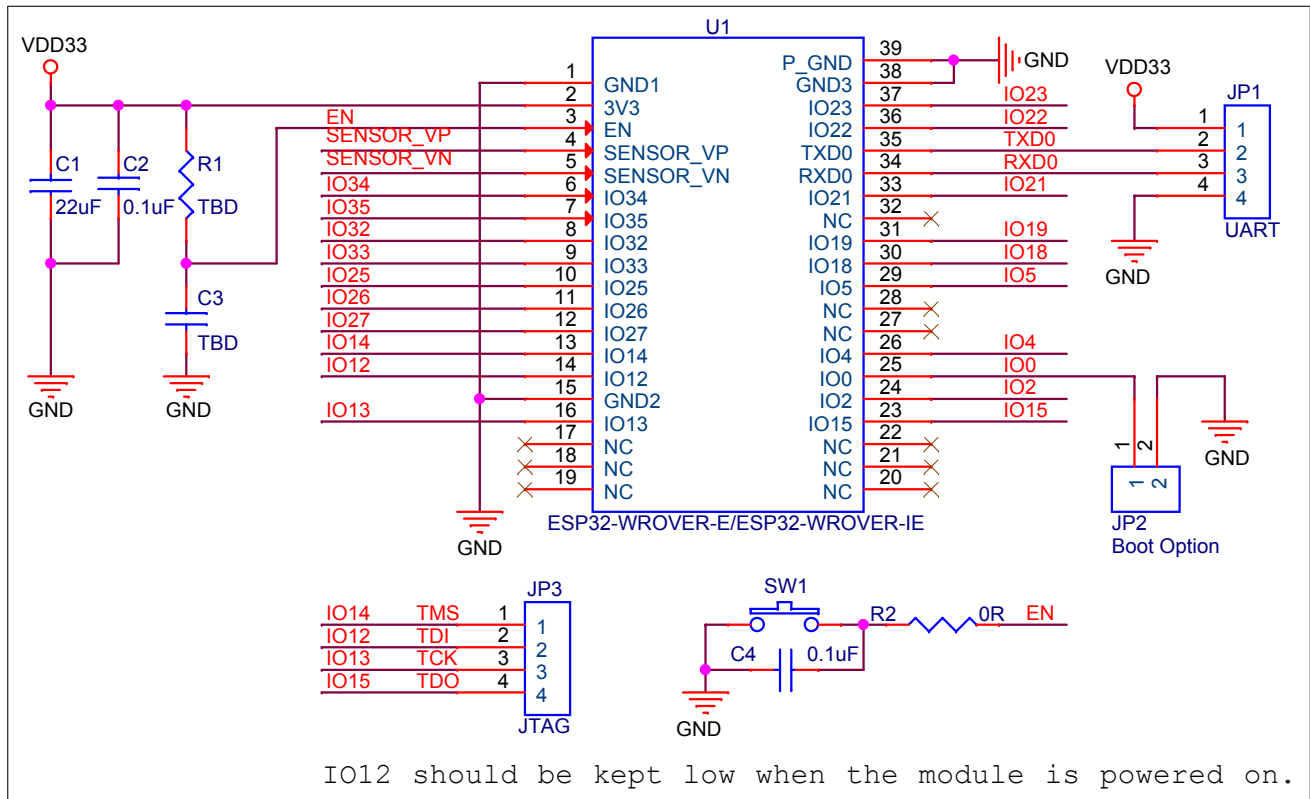 U1
VDD33
C1
22uF
C2
0.1uF
R1
TBD
C3
TBD
GND
GND
EN
SENSOR_VP
SENSOR_VN
IO34
IO35
IO32
IO33
IO25
IO26
IO27
IO14
IO12
IO13
1 GND1
2 3V3
3 EN
4 SENSOR_VP
5 SENSOR_VN
6 IO34
7 IO35
8 IO32
9 IO33
10 IO25
11 IO26
12 IO27
13 IO14
14 IO12
15 GND2
16 IO13
17 NC
18 NC
19 NC
GND
P_GND 39
GND3 38
IO23 37 IO23
IO22 36 IO22
TXD0 35 TXD0
RXD0 34 RXD0
IO21 33 IO21
NC 32
IO19 31 IO19
IO18 30 IO18
IO5 29 IO5
NC 28
NC 27
IO4 26 IO4
IO0 25 IO0
IO2 24 IO2
IO15 23 IO15
NC 22
NC 21
NC 20
GND
ESP32-WROVER-E/ESP32-WROVER-IE
VDD33
JP1
1 1
2 2
3 3
4 4
UART
GND
GND
1 2
1 2
JP2
Boot Option
JP3
IO14 TMS 1 1
IO12 TDI 2 2
IO13 TCK 3 3
IO15 TDO 4 4
JTAG
SW1
R2 0R EN
C4 0.1uF
GND
IO12 should be kept low when the module is powered on.